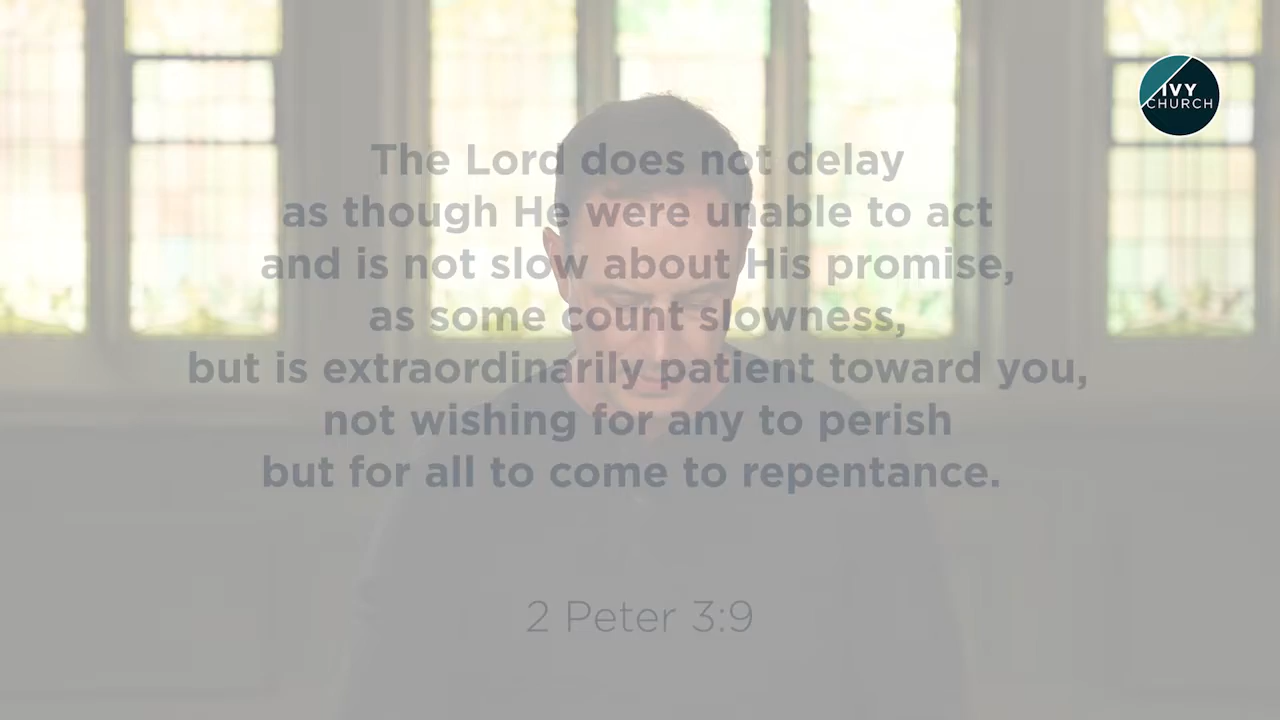 IVY
CHURCH
The Lord does not delay
as though He were unable to act
and is not slow about His promise,
as some count slowness,
but is extraordinarily patient toward you,
not wishing for any to perish
but for all to come to repentance.
2 Peter 3:9